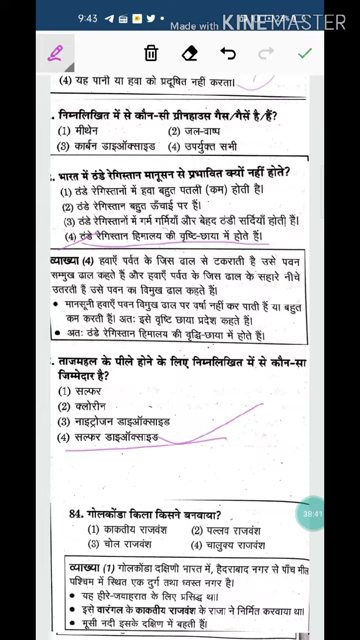 9:43
25%
Made with
KINEMASTER
(4) यह पानी या हवा को प्रदूषित नहीं करता।
. निम्नलिखित में से कौन-सी ग्रीनहाउस गैस/गैसें है/हैं?
(1) मीथेन (2) जल-वाष्प
(3) कार्बन डाइऑक्साइड (4) उपर्युक्त सभी
. भारत में ठंडे रेगिस्तान मानूसन से प्रभावित क्यों नहीं होते?
(1) ठंडे रेगिस्तानों में हवा बहुत पतली (कम) होती है।
(2) ठंडे रेगिस्तान बहुत ऊँचाई पर हैं।
(3) ठंडे रेगिस्तानों में गर्म गर्मियाँ और बेहद ठंडी सर्दियाँ होती हैं।
(4) ठंडे रेगिस्तान हिमालय की वृष्टि-छाया में होते हैं।
व्याख्या (4) हवाएँ पर्वत के जिस ढाल से टकराती है उसे पवन
सम्मुख ढाल कहते हैं और हवाएँ पर्वत के जिस ढाल के सहारे नीचे
उतरती है उसे पवन का विमुख ढाल कहते हैं।
• मानसूनी हवाएँ पवन विमुख ढाल पर वर्षा नहीं कर पाती हैं या बहुत
कम करती हैं। अतः इसे वृष्टि छाया प्रदेश कहते हैं।
• अतः ठंडे रेगिस्तान हिमालय की वृद्धि-छाया में होते हैं।
. ताजमहल के पीले होने के लिए निम्नलिखित में से कौन-सा
जिम्मेदार है?
(1) सल्फर
(2) क्लोरीन
(3) नाइट्रोजन डाइऑक्साइड
(4) सल्फर डाइऑक्साइड
38:41
84. गोलकोंडा किला किसने बनवाया?
(1) काकतीय राजवंश (2) पल्लव राजवंश
(3) चोल राजवंश (4) चालुक्य राजवंश
व्याख्या (1) गोलकोंडा दक्षिणी भारत में, हैदराबाद नगर से पाँच मील
पश्चिम में स्थित एक दुर्ग तथा ध्वस्त नगर है।
• यह हीरे-जवाहरात के लिए प्रसिद्ध था।
• इसे वारंगल के काकतीय राजवंश के राजा ने निर्मित करवाया था।
• मूसी नदी इसके दक्षिण में बहती हैं।